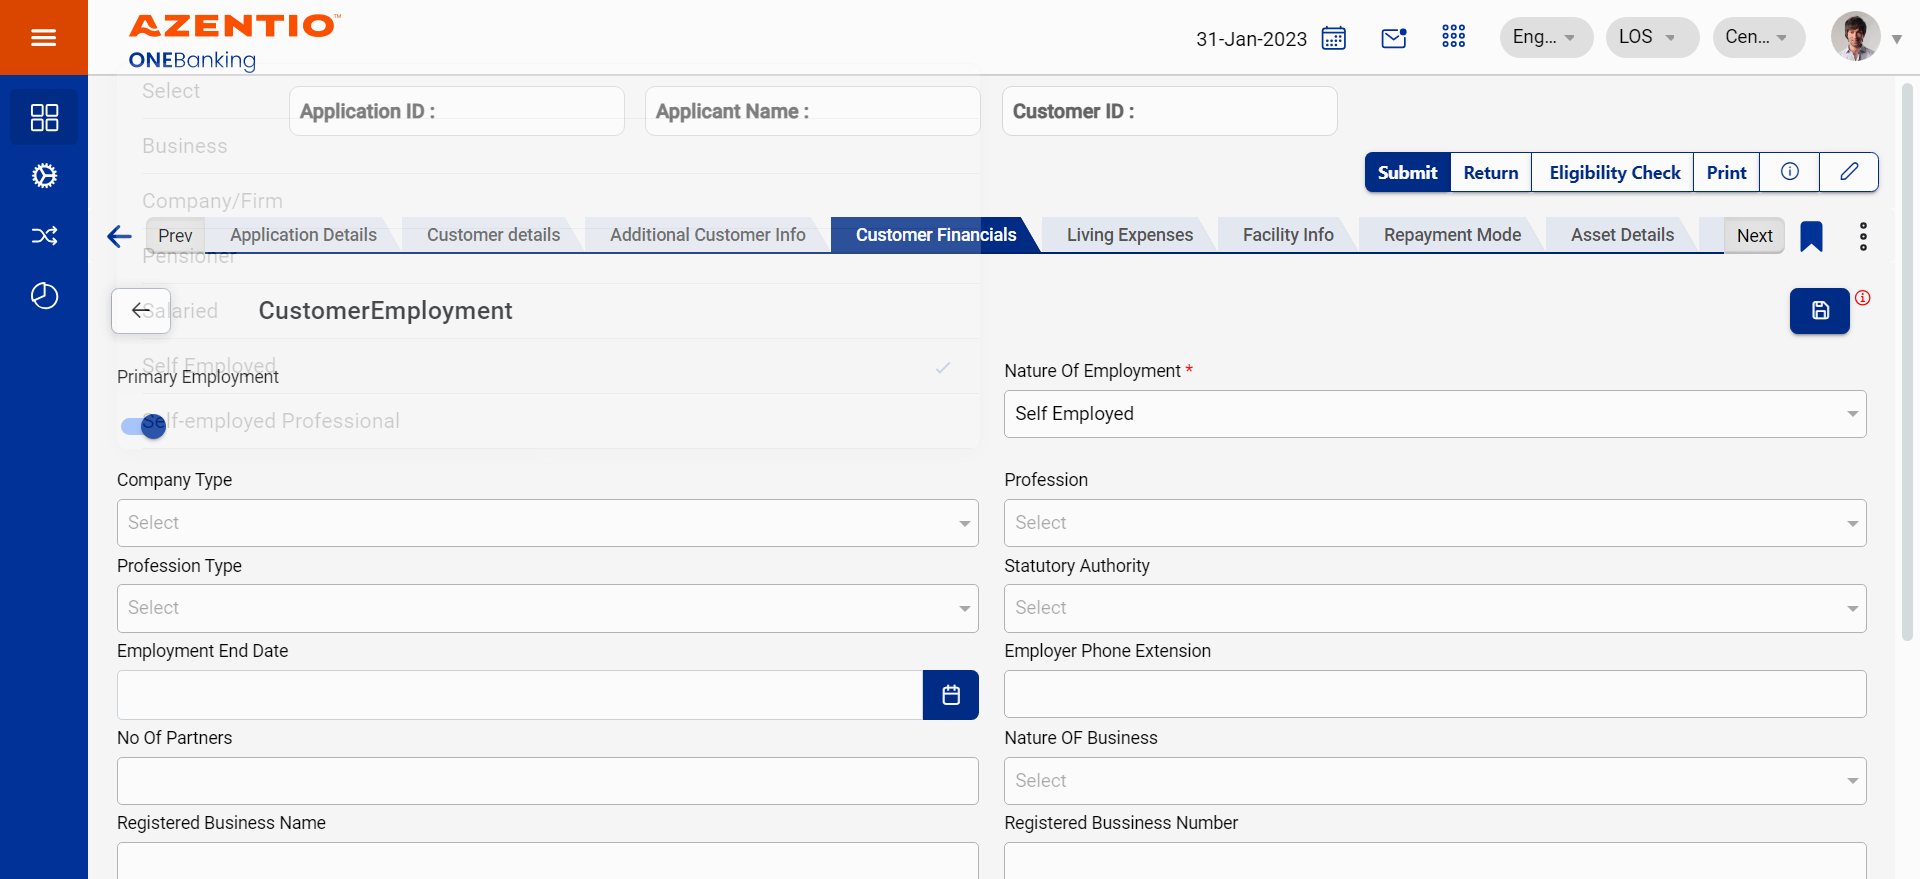 AZENTIO™
ONEBanking
31-Jan-2023
Eng...
LOS
Cen...
Select
Application ID :
Applicant Name :
Customer ID :
Business
Submit
Return
Eligibility Check
Print
Company/Firm
Prev
Application Details
Customer details
Additional Customer Info
Customer Financials
Living Expenses
Facility Info
Repayment Mode
Asset Details
Next
Pensioner
Salaried
CustomerEmployment
Self Employed
Primary Employment
Nature Of Employment *
Self-employed Professional
Self Employed
Company Type
Profession
Select
Select
Profession Type
Statutory Authority
Select
Select
Employment End Date
Employer Phone Extension
No Of Partners
Nature OF Business
Select
Registered Business Name
Registered Bussiness Number